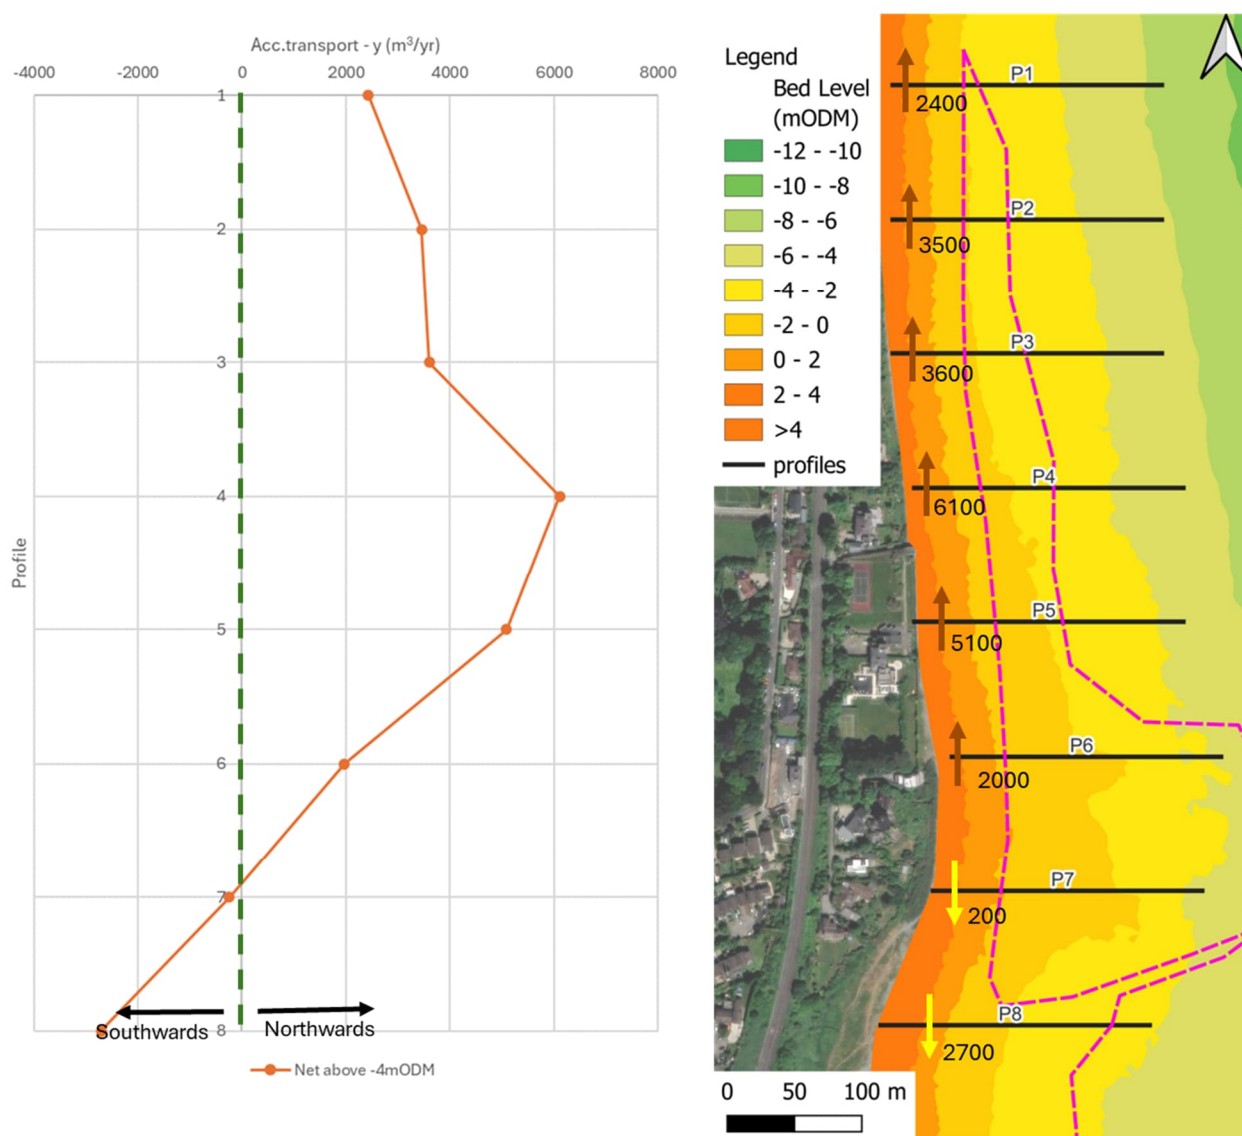 Acc.transport - y (m³/yr)
-4000 -2000 0 2000 4000 6000 8000
Profile
1
2
3
4
5
6
7
8
Southwards
Northwards
Net above -4mODM
Legend
Bed Level
(mODM)
-12 - -10
-10 - -8
-8 - -6
-6 - -4
-4 - -2
-2 - 0
0 - 2
2 - 4
>4
profiles
P1
2400
P2
3500
P3
3600
P4
6100
P5
5100
P6
2000
P7
200
P8
2700
0 50 100 m